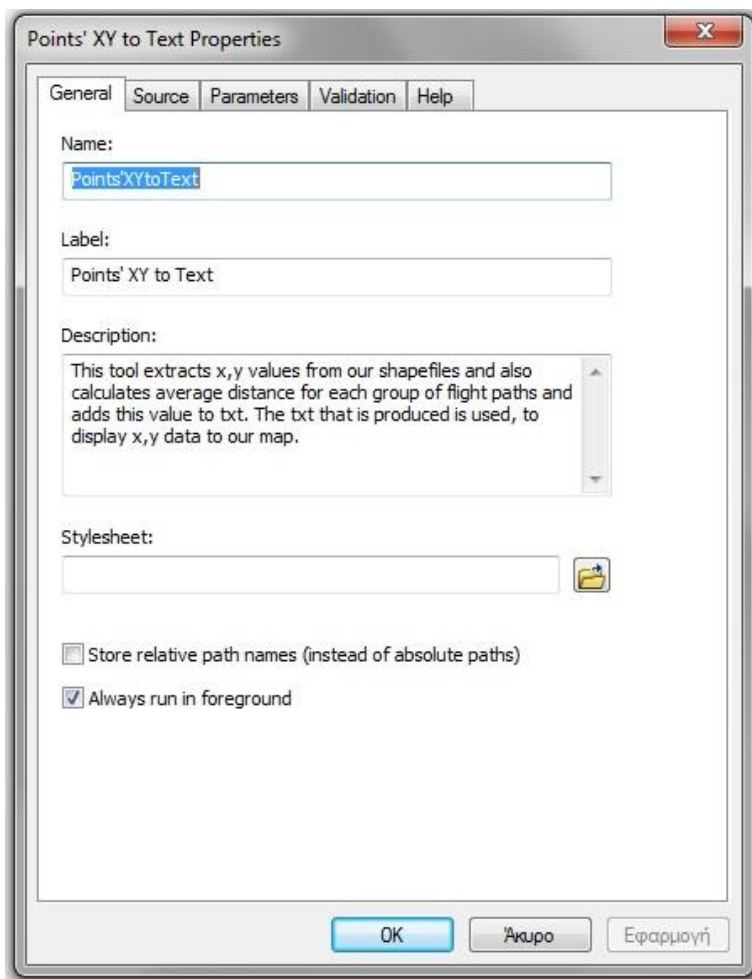 Points' XY to Text Properties
General Source Parameters Validation Help
Name:
Points'XYtoText
Label:
Points' XY to Text
Description:
This tool extracts x,y values from our shapefiles and also
calculates average distance for each group of flight paths and
adds this value to txt. The txt that is produced is used, to
display x,y data to our map.
Stylesheet:
Store relative path names (instead of absolute paths)
Always run in foreground
OK Άκυρο Εφαρμογή